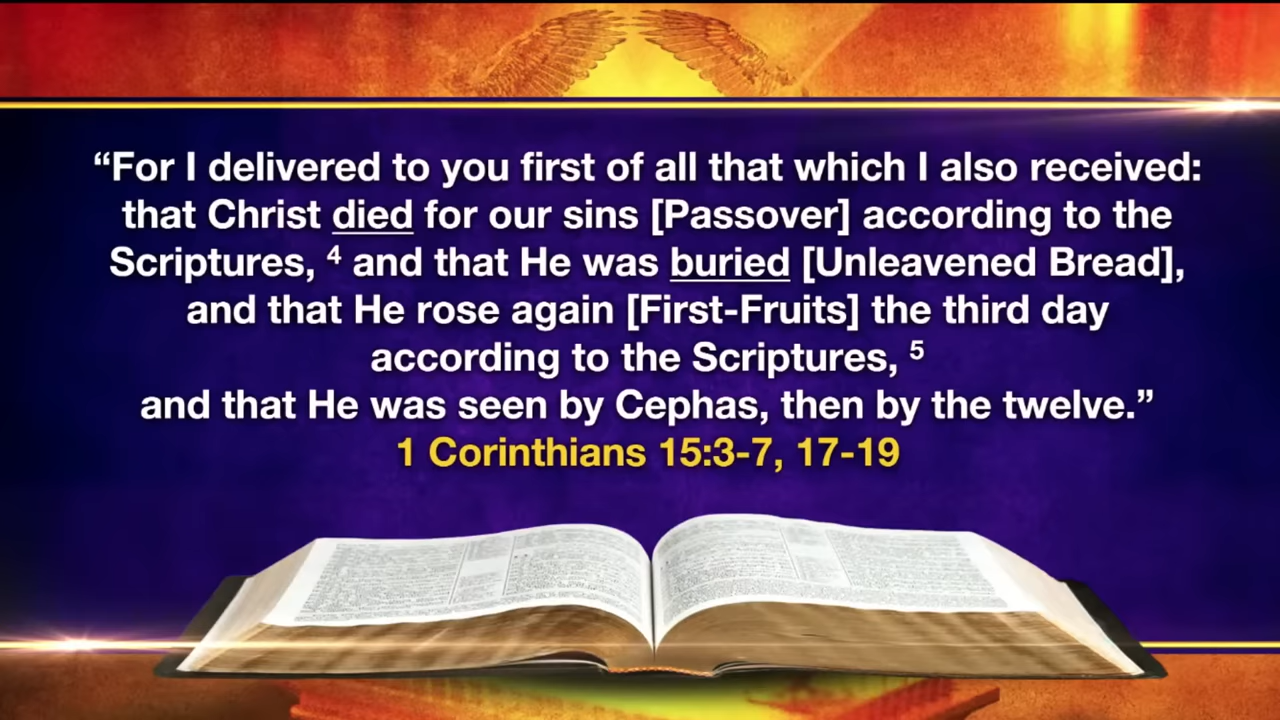 “For I delivered to you first of all that which I also received:
that Christ died for our sins [Passover] according to the
Scriptures, ⁴ and that He was buried [Unleavened Bread],
and that He rose again [First-Fruits] the third day
according to the Scriptures, ⁵
and that He was seen by Cephas, then by the twelve.”
1 Corinthians 15:3-7, 17-19